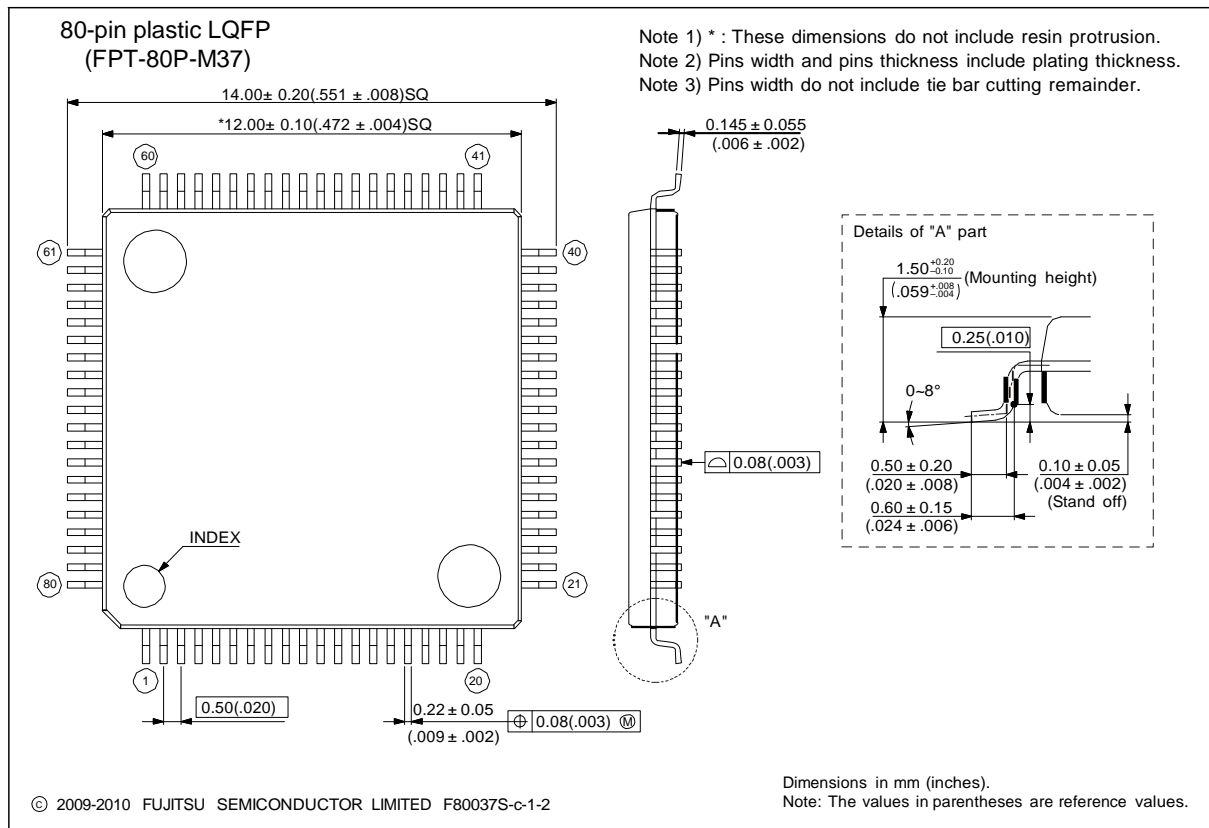 80-pin plastic LQFP
(FPT-80P-M37)
Note 1) * : These dimensions do not include resin protrusion.
Note 2) Pins width and pins thickness include plating thickness.
Note 3) Pins width do not include tie bar cutting remainder.
14.00± 0.20(.551 ± .008)SQ
*12.00± 0.10(.472 ± .004)SQ
60
41
61
40
80
21
INDEX
1
20
0.50(.020)
0.22 ± 0.05
(.009 ± .002)
0.08(.003) Ⓜ
0.145 ± 0.055
(.006 ± .002)
0.08(.003)
"A"
Details of "A" part
1.50 +0.20 −0.10
(.059 +.008 −.004)
(Mounting height)
0.25(.010)
0~8°
0.50 ± 0.20
(.020 ± .008)
0.60 ± 0.15
(.024 ± .006)
0.10 ± 0.05
(.004 ± .002)
(Stand off)
© 2009-2010 FUJITSU SEMICONDUCTOR LIMITED F80037S-c-1-2
Dimensions in mm (inches).
Note: The values in parentheses are reference values.